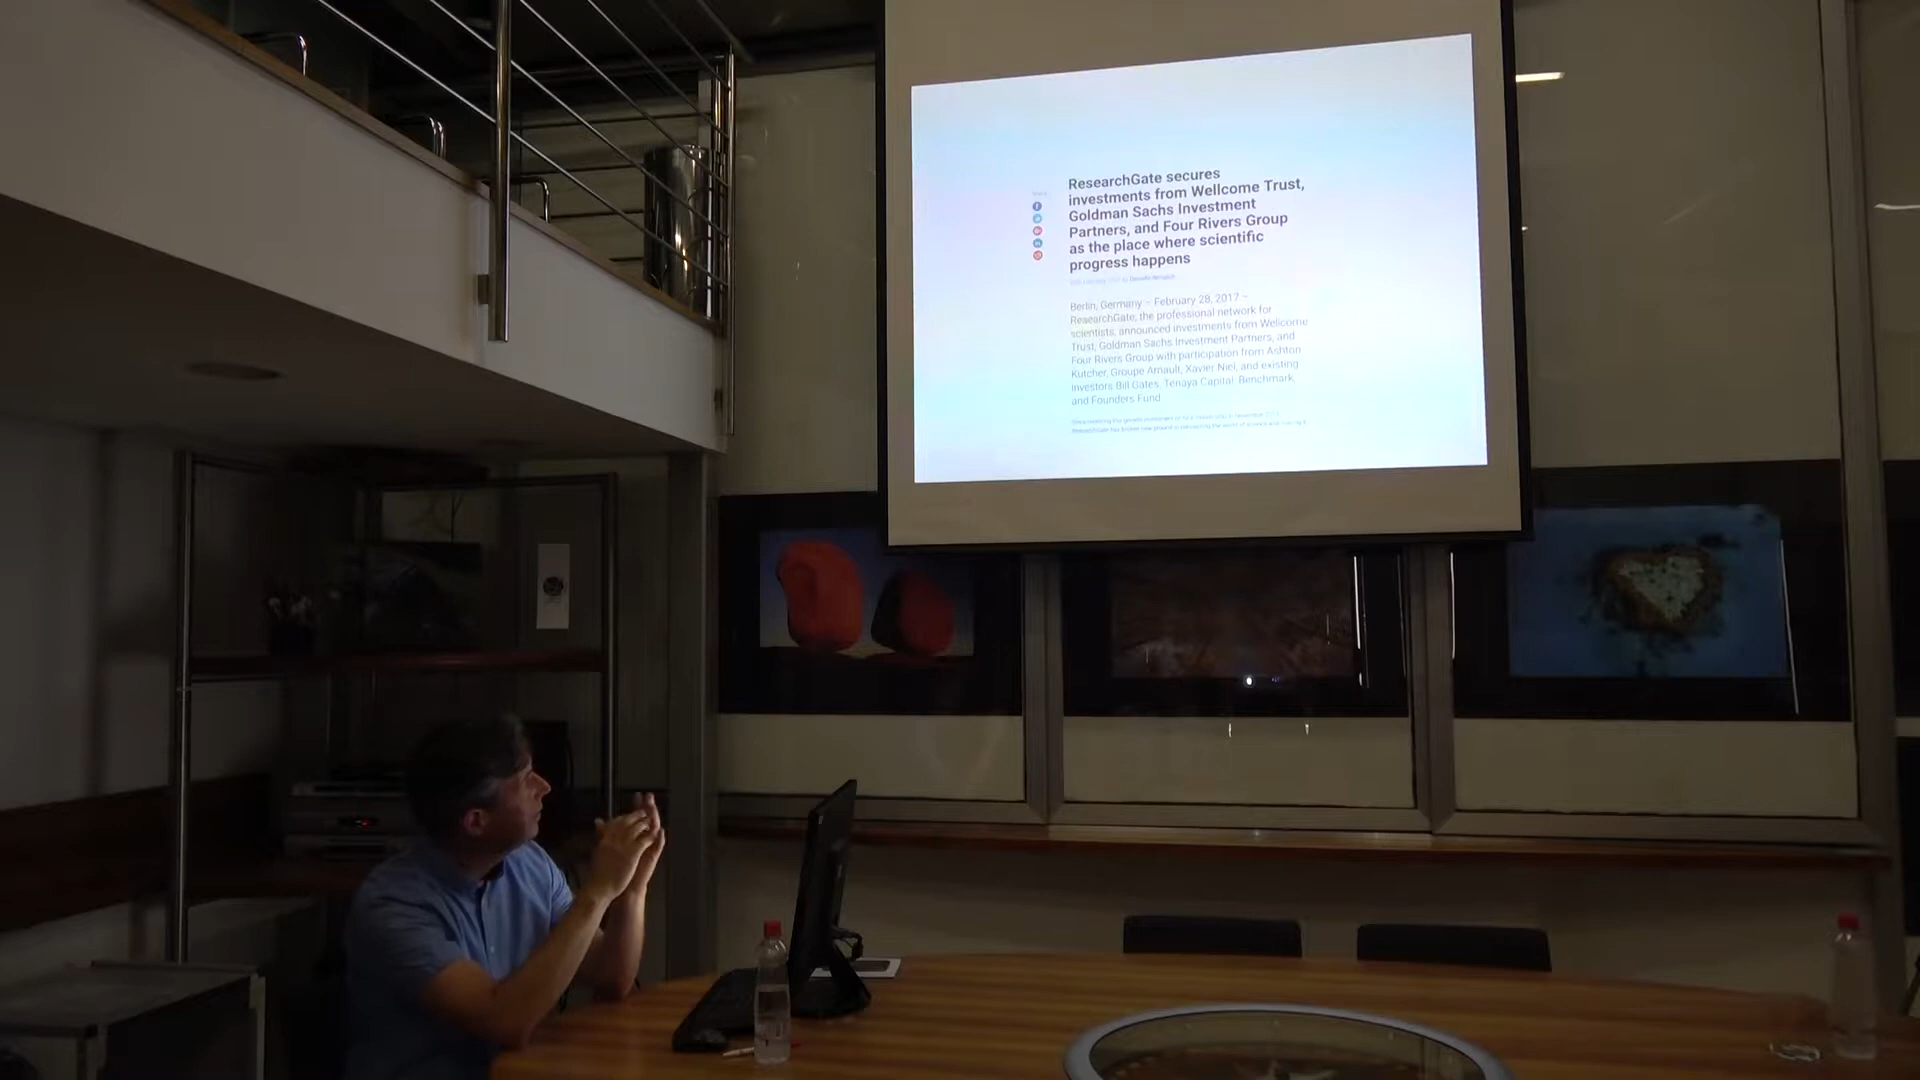 ResearchGate secures
investments from Wellcome Trust,
Goldman Sachs Investment
Partners, and Four Rivers Group
as the place where scientific
progress happens
Berlin, Germany – February 28, 2017 –
ResearchGate, the professional network for
scientists, announced investments from Wellcome
Trust, Goldman Sachs Investment Partners, and
Four Rivers Group with participation from Ashton
Kutcher, Groupe Arnault, Xavier Niel, and existing
investors Bill Gates, Tenaya Capital, Benchmark,
and Founders Fund.